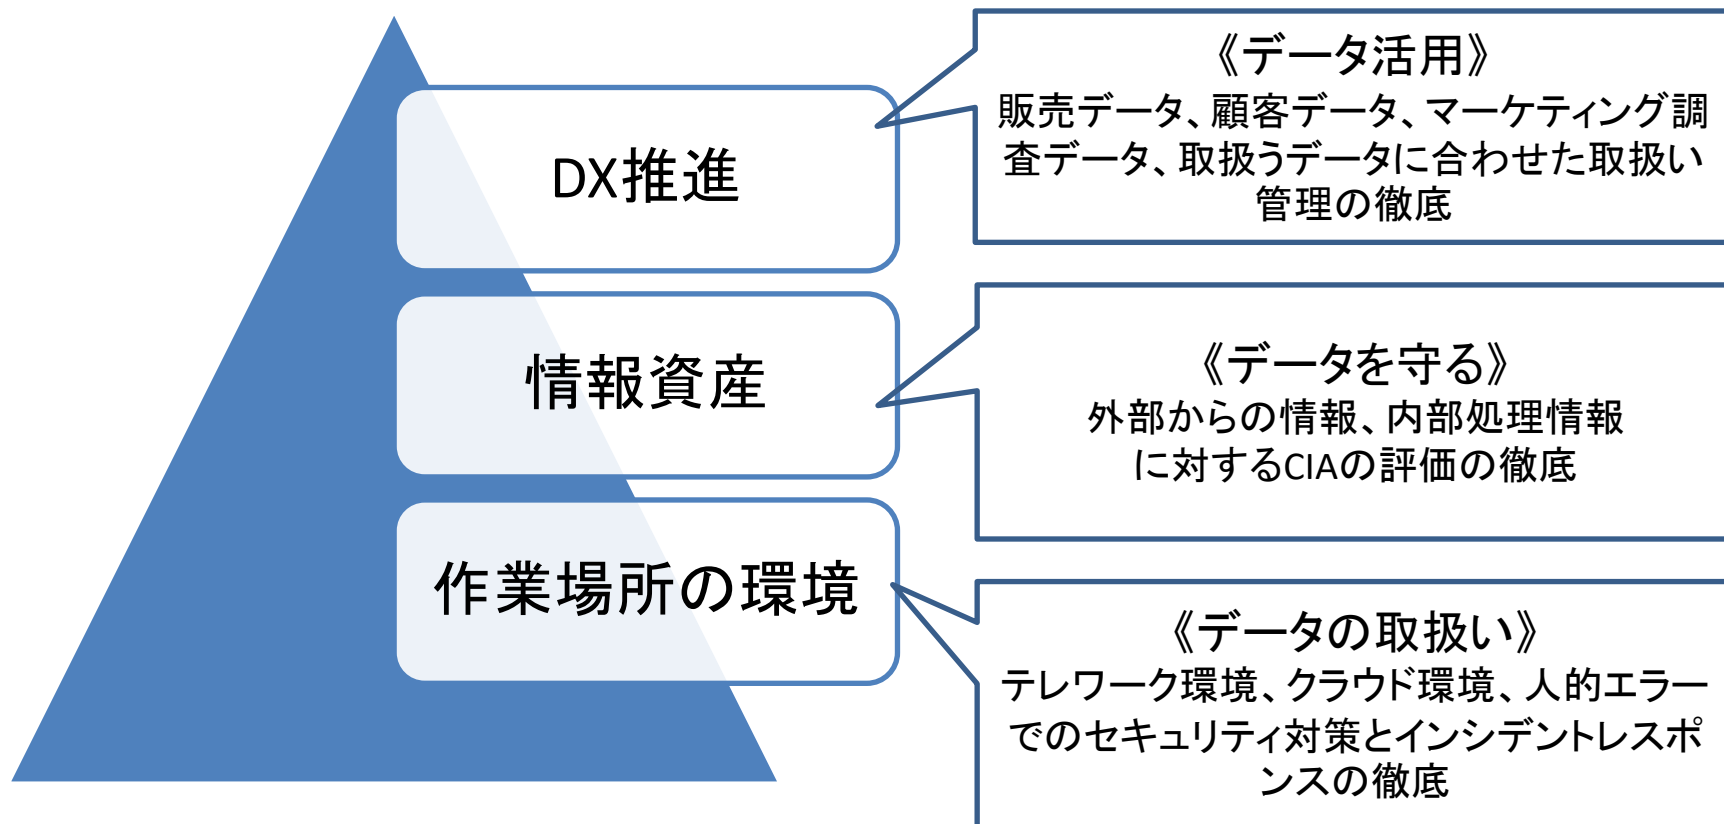 DX推進
《データ活用》
販売データ、顧客データ、マーケティング調
査データ、取扱うデータに合わせた取扱い
管理の徹底
情報資産
《データを守る》
外部からの情報、内部処理情報
に対するCIAの評価の徹底
作業場所の環境
《データの取扱い》
テレワーク環境、クラウド環境、人的エラー
でのセキュリティ対策とインシデントレスポ
ンスの徹底